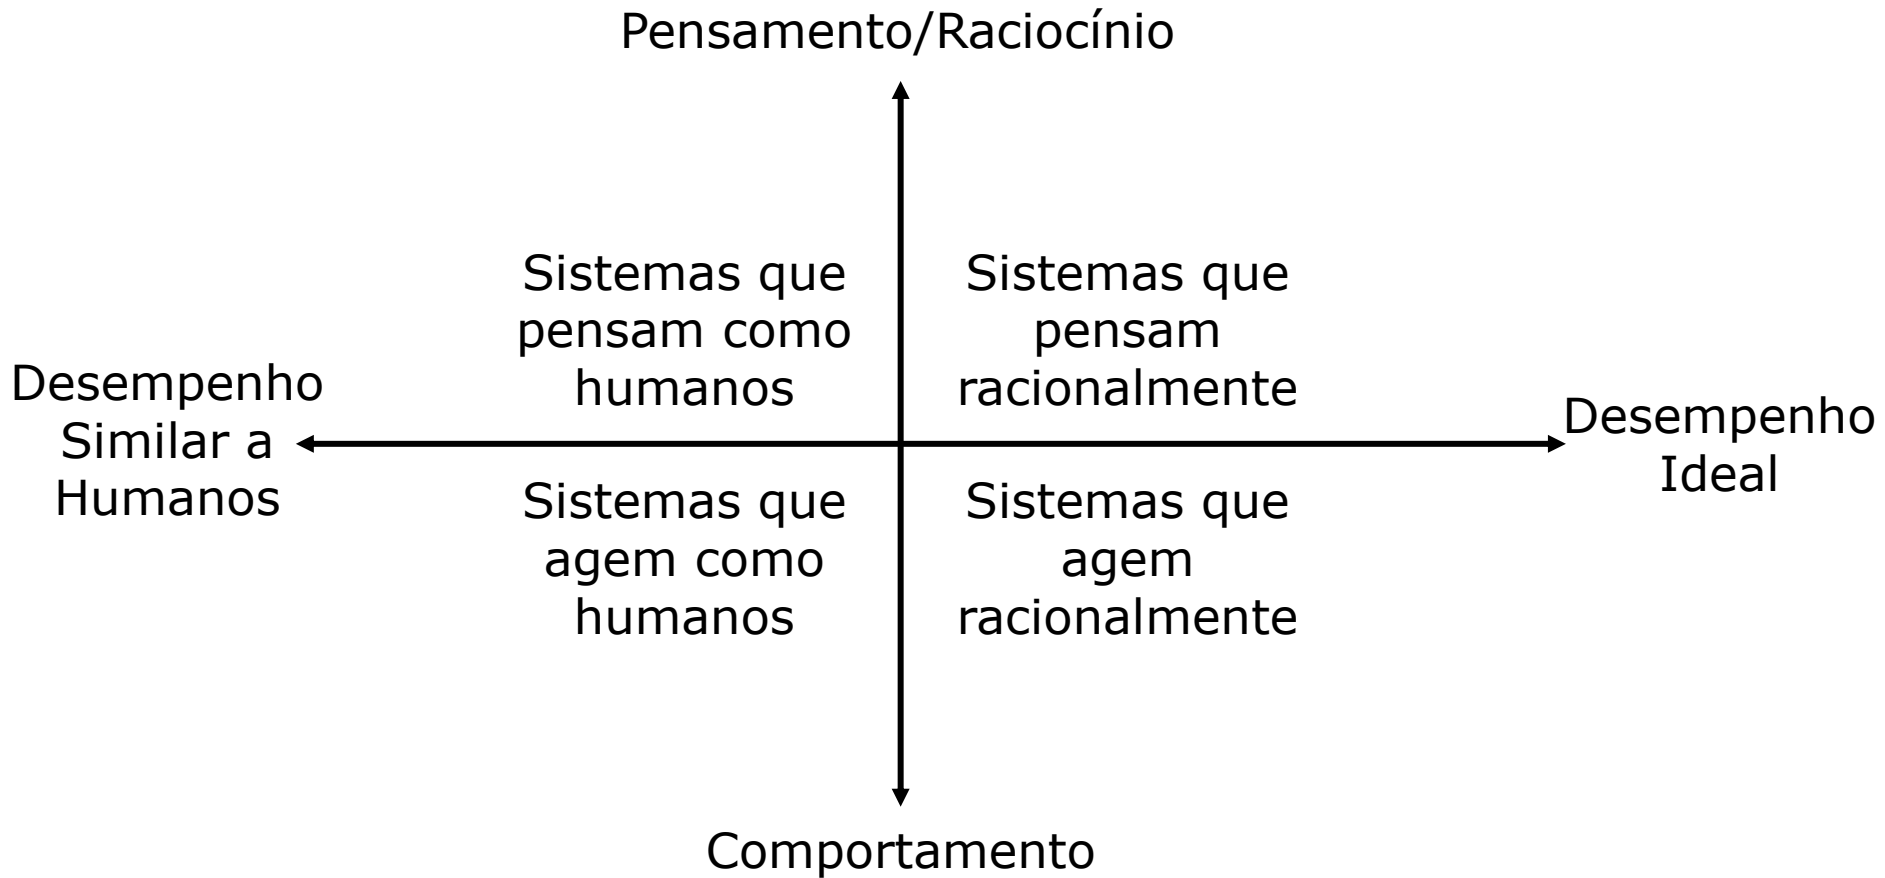 Pensamento/Raciocínio
Sistemas que
pensam como
humanos
Sistemas que
pensam
racionalmente
Desempenho
Similar a
Humanos
Desempenho
Ideal
Sistemas que
agem como
humanos
Sistemas que
agem
racionalmente
Comportamento